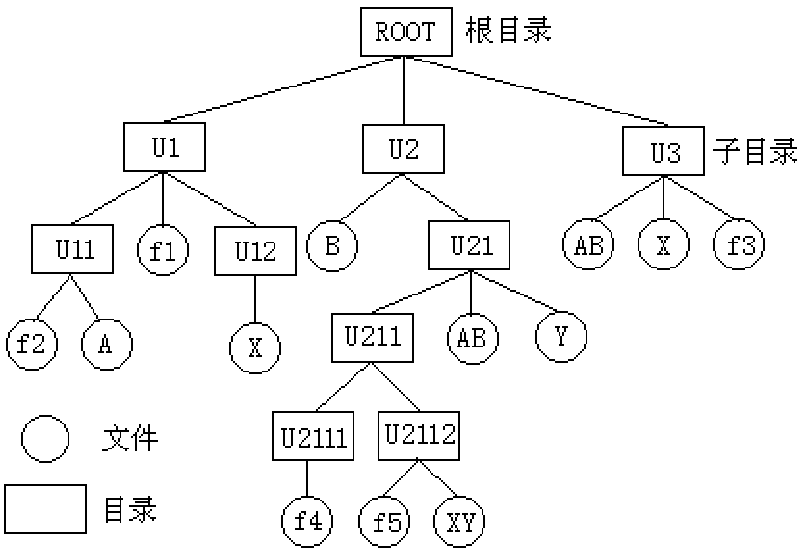 ROOT 根目录
U1 U2 U3 子目录
U11 f1 U12 B U21 AB X f3
f2 A X U211 AB Y
文件 U2111 U2112
目录 f4 f5 XY